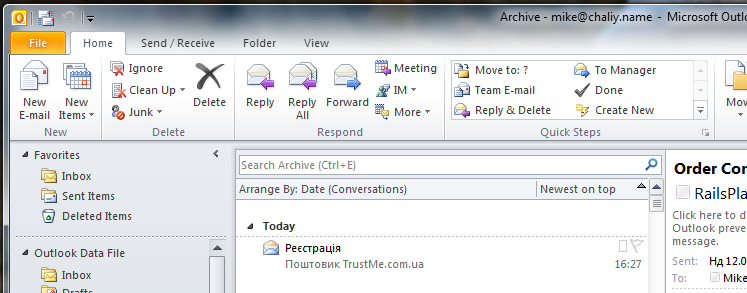 Archive - mike@chaliy.name - Microsoft Outlo
File Home Send / Receive Folder View
New E-mail
New Items
New
Ignore
Clean Up
Junk
Delete
Delete
Reply
Reply All
Forward
Meeting
IM
More
Respond
Move to: ?
Team E-mail
Reply & Delete
To Manager
Done
Create New
Quick Steps
Mov
Favorites
Inbox
Sent Items
Deleted Items
Outlook Data File
Inbox
Drafts
Search Archive (Ctrl+E)
Arrange By: Date (Conversations) Newest on top
Today
Реєстрація
Поштовик TrustMe.com.ua 16:27
Order Con
RailsPla
Click here to d
Outlook preve
message.
Sent: Нд 12.0
To: Mike